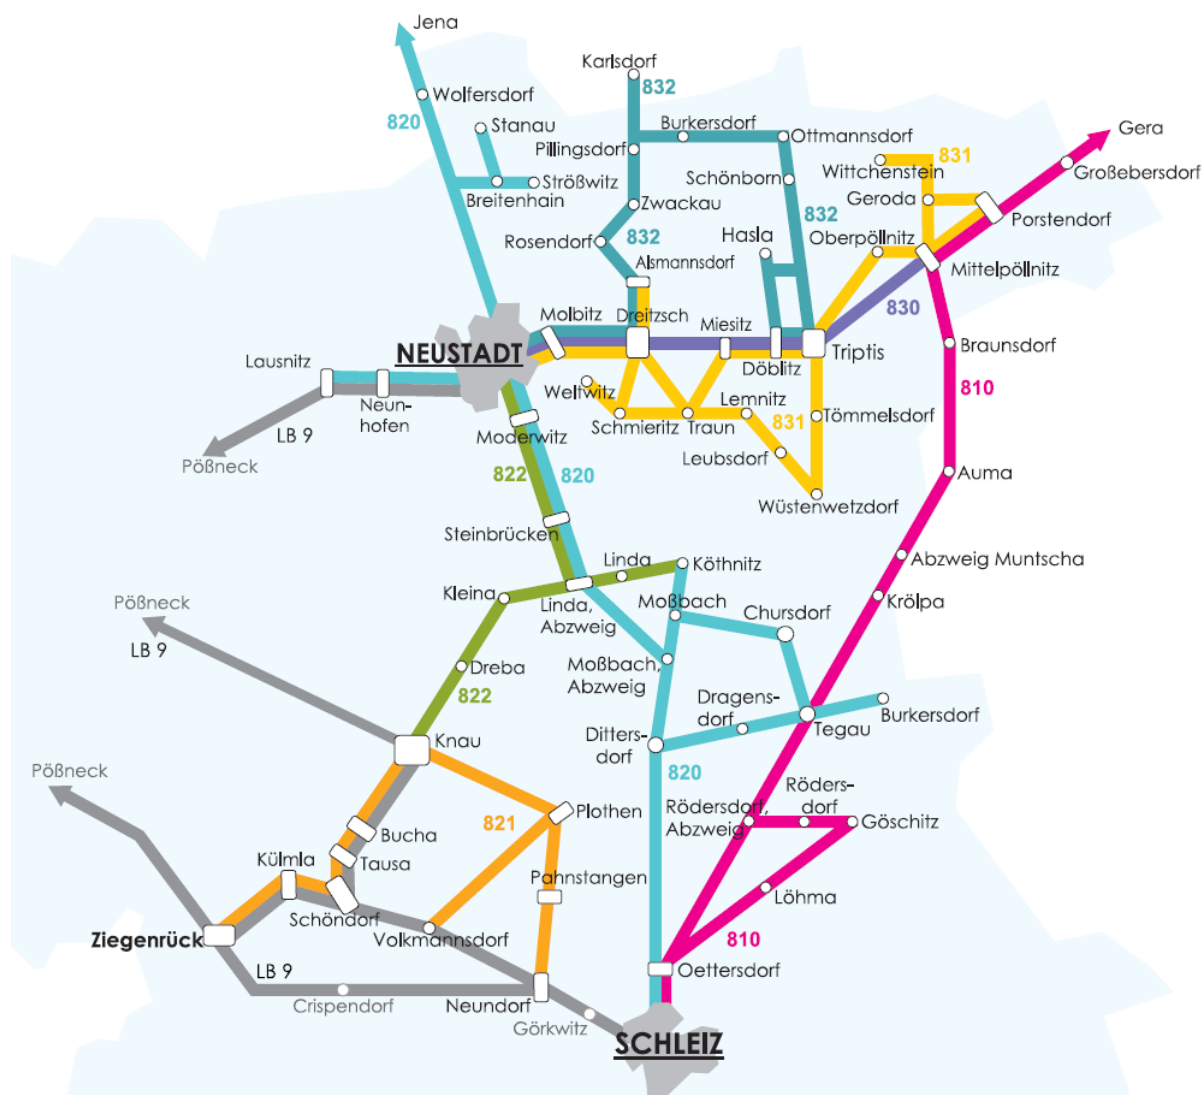 Jena
Karlsdorf
832
Wolfersdorf
820
Stanau
Burkersdorf
Ottmannsdorf
Gera
Pillingsdorf
831
Wittchenstein
Großebersdorf
Strößwitz
Breitenhain
Schönborn
Geroda
Zwackau
832
Porstendorf
Rosendorf
832
Hasla
Oberpöllnitz
Alsmannsdorf
Mittelpöllnitz
830
Molbitz
Dreitzsch
Miesitz
Triptis
Braunsdorf
NEUSTADT
Lausnitz
Döblitz
Weltwitz
810
Neun-
hofen
Lemnitz
Tömmelsdorf
LB 9
Moderwitz
Schmieritz
Traun
831
Pößneck
Leubsdorf
Auma
822
820
Wüstenwetzdorf
Steinbrücken
Abzweig Muntscha
Linda
Köthnitz
Kleina
Krölpa
Pößneck
Linda,
Abzweig
Moßbach
Chursdorf
LB 9
Dreba
Moßbach,
Abzweig
822
Dragens-
dorf
Burkersdorf
Tegau
Knau
Ditters-
dorf
820
Pößneck
Röders-
dorf
Rödersdorf,
Abzweig
Göschitz
Plothen
821
Bucha
Külmla
Tausa
Pahnstangen
Löhma
Schöndorf
Volkmannsdorf
810
Ziegenrück
Oettersdorf
LB 9
Crispendorf
Neundorf
Görkwitz
SCHLEIZ